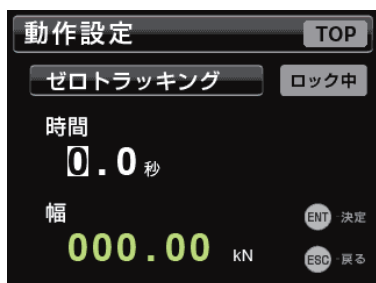 動作設定 TOP
ゼロトラッキング ロック中
時間
0.0 秒
幅
ENT -決定
000.00 kN
ESC -戻る